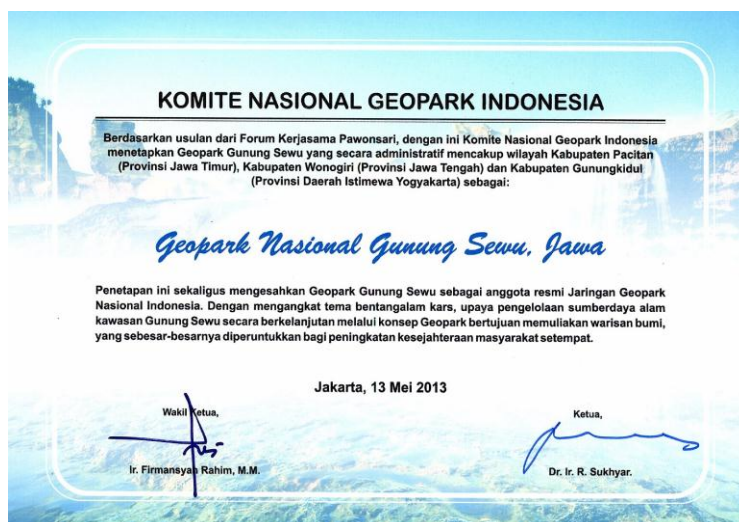 KOMITE NASIONAL GEOPARK INDONESIA
Berdasarkan usulan dari Forum Kerjasama Pawonsari, dengan ini Komite Nasional Geopark Indonesia
menetapkan Geopark Gunung Sewu yang secara administratif mencakup wilayah Kabupaten Pacitan
(Provinsi Jawa Timur), Kabupaten Wonogiri (Provinsi Jawa Tengah) dan Kabupaten Gunungkidul
(Provinsi Daerah Istimewa Yogyakarta) sebagai:
Geopark Nasional Gunung Sewu, Jawa
Penetapan ini sekaligus mengesahkan Geopark Gunung Sewu sebagai anggota resmi Jaringan Geopark
Nasional Indonesia. Dengan mengangkat tema bentangalam kars, upaya pengelolaan sumberdaya alam
kawasan Gunung Sewu secara berkelanjutan melalui konsep Geopark bertujuan memuliakan warisan bumi,
yang sebesar-besarnya diperuntukkan bagi peningkatan kesejahteraan masyarakat setempat.
Jakarta, 13 Mei 2013
Wakil Ketua,
Ketua,
Ir. Firmansyah Rahim, M.M.
Dr. Ir. R. Sukhyar.